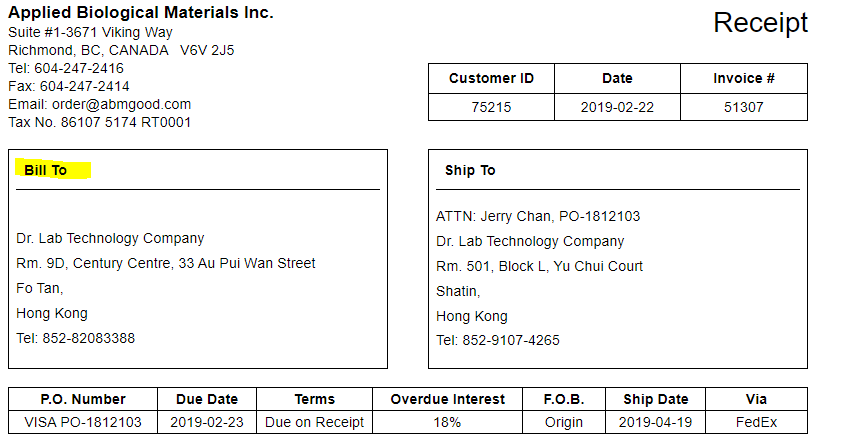 Applied Biological Materials Inc.
Suite #1-3671 Viking Way
Richmond, BC, CANADA V6V 2J5
Tel: 604-247-2416
Fax: 604-247-2414
Email: order@abmgood.com
Tax No. 86107 5174 RT0001
Receipt
Customer ID Date Invoice #
75215 2019-02-22 51307
Bill To
Dr. Lab Technology Company
Rm. 9D, Century Centre, 33 Au Pui Wan Street
Fo Tan,
Hong Kong
Tel: 852-82083388
Ship To
ATTN: Jerry Chan, PO-1812103
Dr. Lab Technology Company
Rm. 501, Block L, Yu Chui Court
Shatin,
Hong Kong
Tel: 852-9107-4265
P.O. Number Due Date Terms Overdue Interest F.O.B. Ship Date Via
VISA PO-1812103 2019-02-23 Due on Receipt 18% Origin 2019-04-19 FedEx